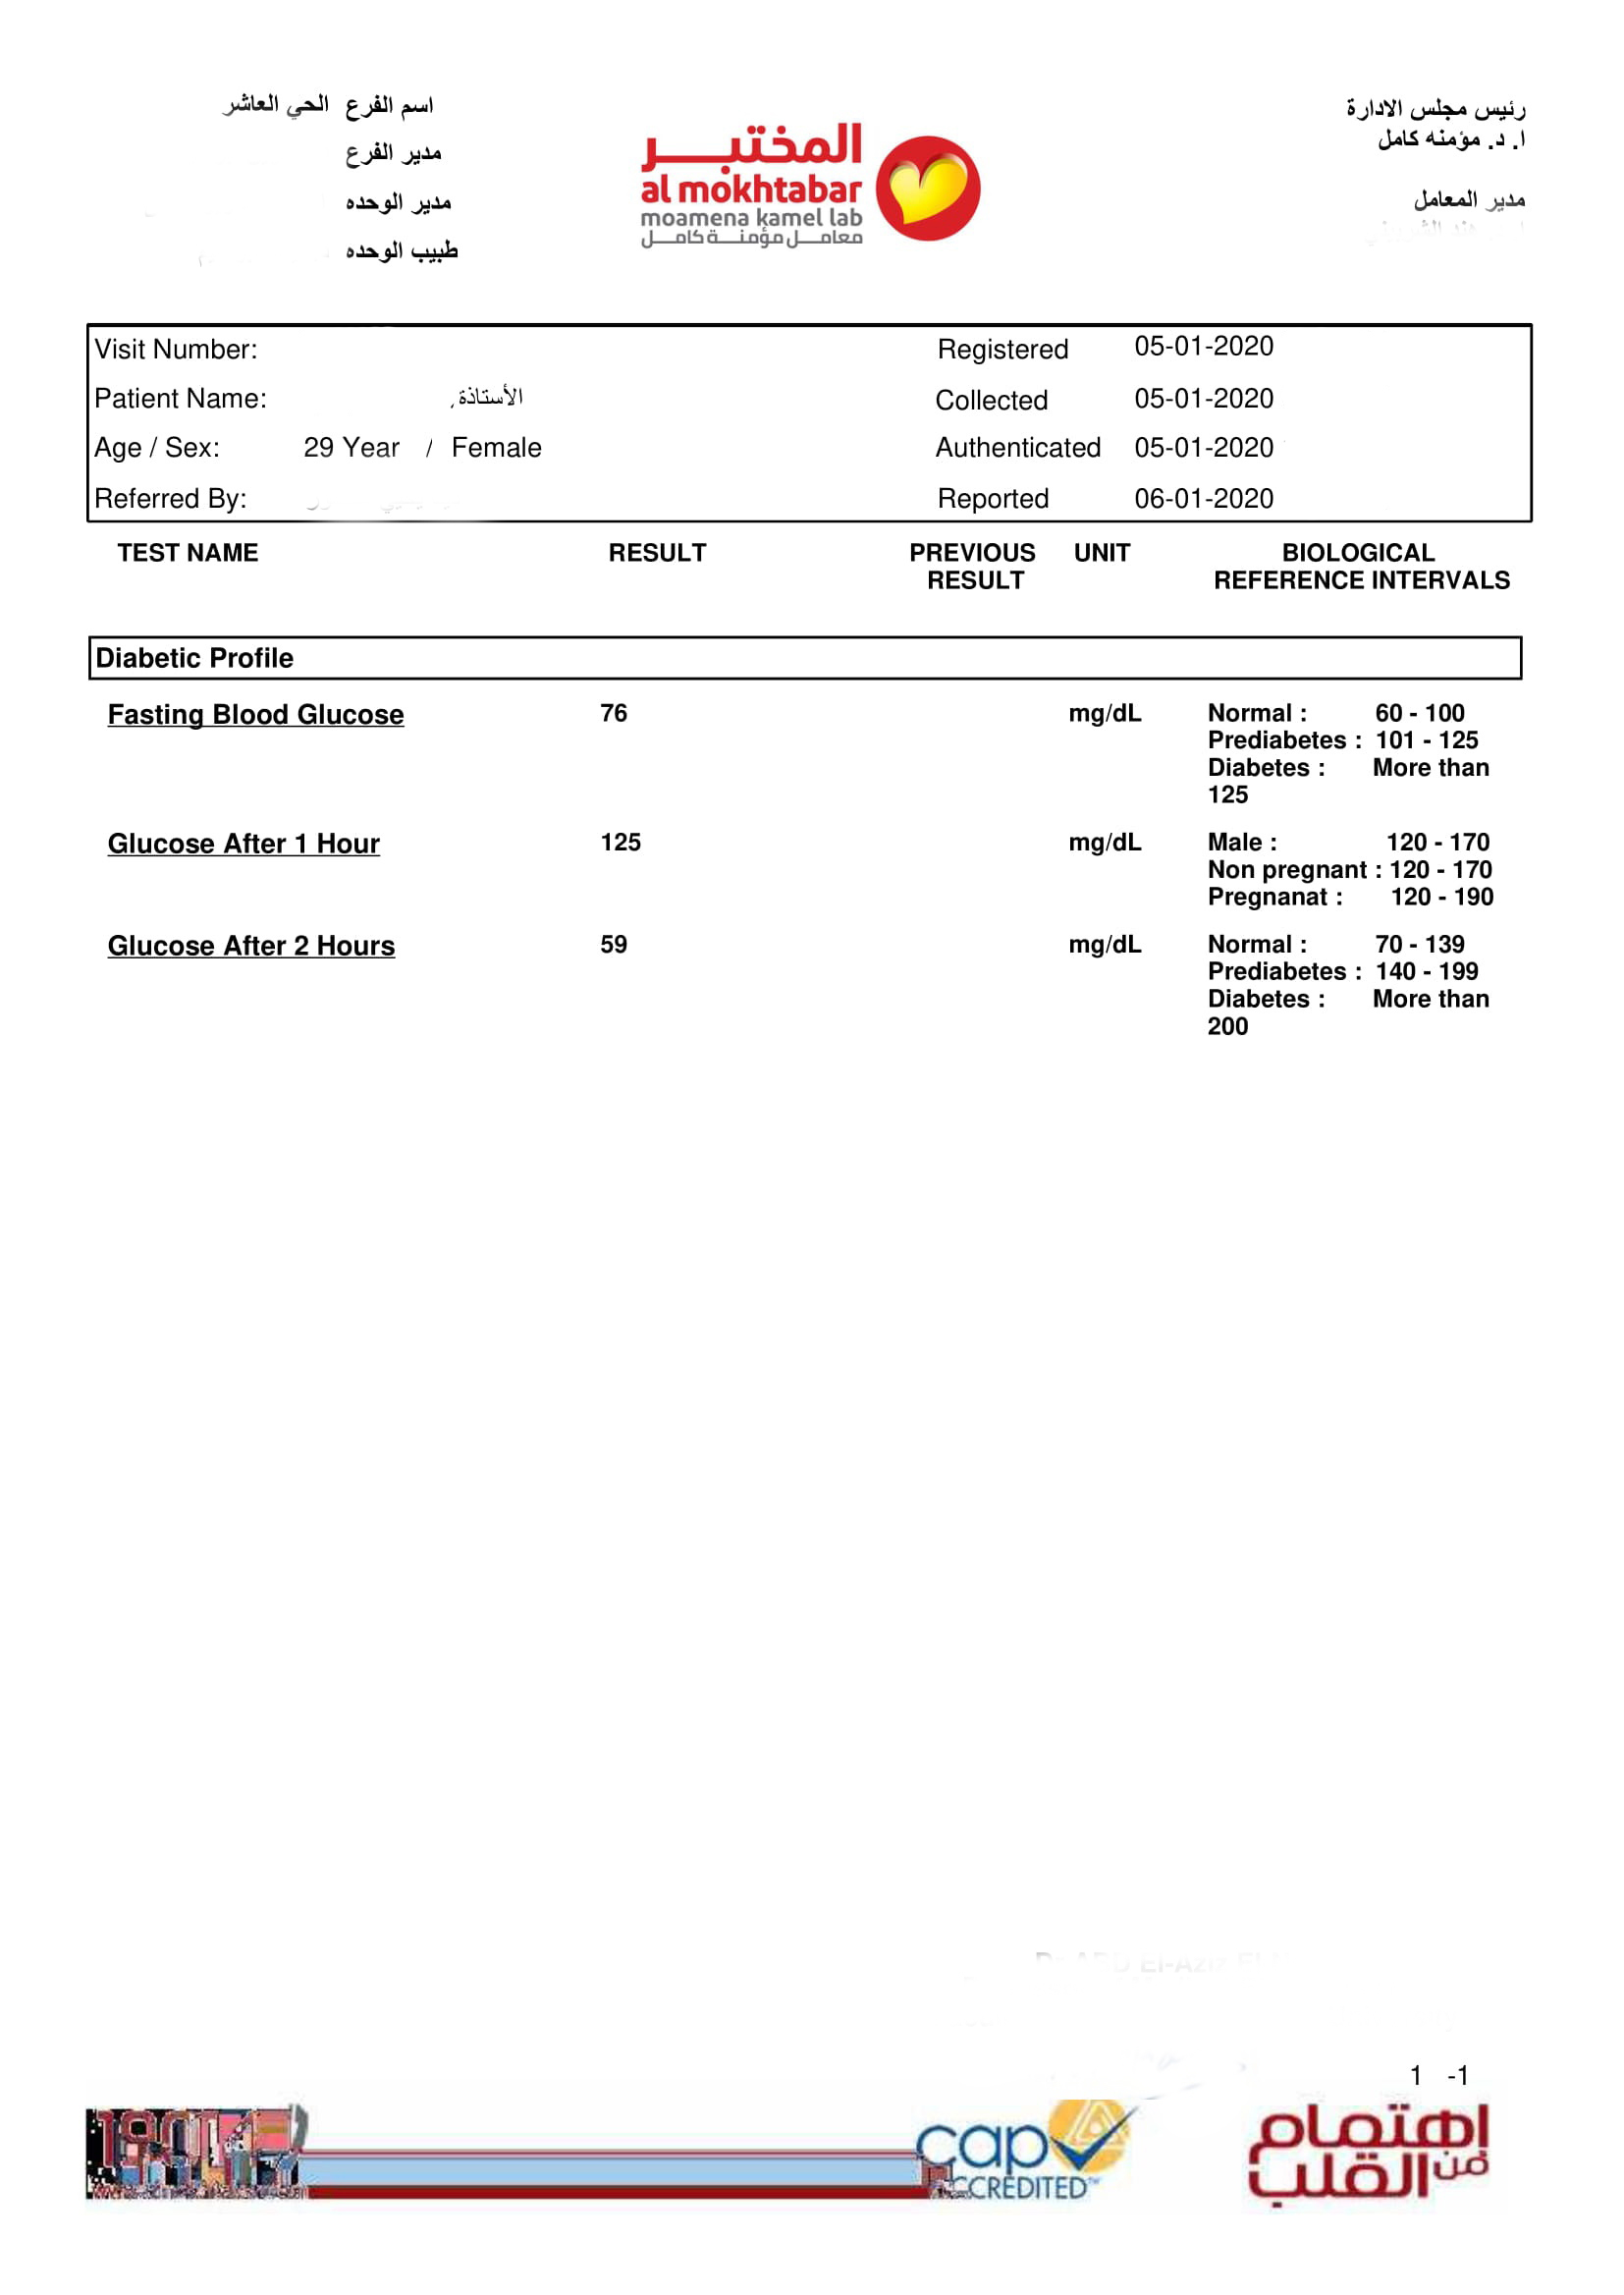 اسم الفرع الحي العاشر
مدير الفرع
مدير الوحده
طبيب الوحده
المختبر
al mokhtabar
moamena kamel lab
معامل مؤمنة كامل
رئيس مجلس الادارة
ا. د. مؤمنه كامل
مدير المعامل
Visit Number:
Registered 05-01-2020
Patient Name: الأستاذة
Collected 05-01-2020
Age / Sex: 29 Year / Female
Authenticated 05-01-2020
Referred By:
Reported 06-01-2020
TEST NAME RESULT PREVIOUS RESULT UNIT BIOLOGICAL REFERENCE INTERVALS
Diabetic Profile
Fasting Blood Glucose 76 mg/dL Normal : 60 - 100
Prediabetes : 101 - 125
Diabetes : More than
125
Glucose After 1 Hour 125 mg/dL Male : 120 - 170
Non pregnant : 120 - 170
Pregnanat : 120 - 190
Glucose After 2 Hours 59 mg/dL Normal : 70 - 139
Prediabetes : 140 - 199
Diabetes : More than
200
1 -1
cap
ACCREDITED
إهتمام
من القلب